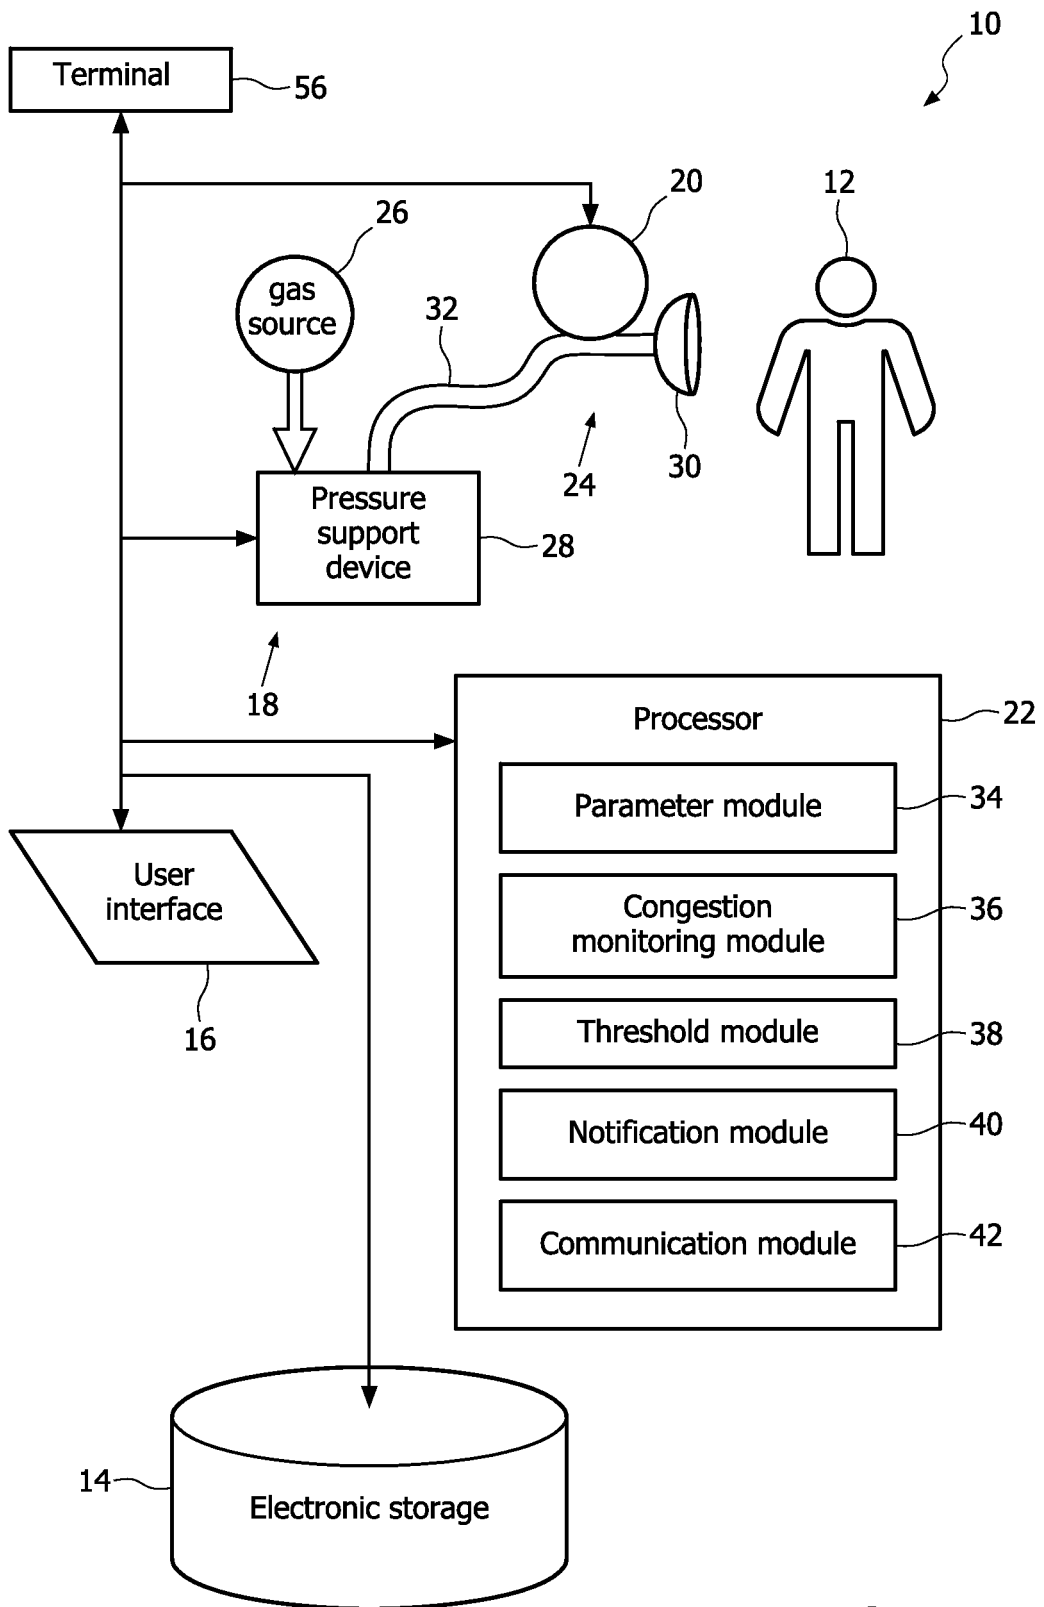 10
Terminal
56
20
12
26
gas
source
32
30
24
Pressure
support
device
28
18
Processor
22
Parameter module
34
User
interface
Congestion
monitoring module
36
16
Threshold module
38
Notification module
40
Communication module
42
14
Electronic storage